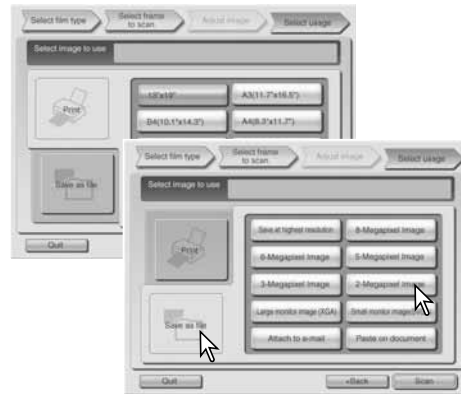 Select film type
Select frame
to scan
Adjust image
Select usage
Select image to use
Print
13"x19"
A3(11.7"x16.5")
B4(10.1"x14.3")
A4(8.3"x11.7")
Save as file
Quit
Select film type
Select frame
to scan
Adjust image
Select usage
Select image to use
Print
Save at highest resolution
8-Megapixel Image
6-Megapixel Image
5-Megapixel Image
3-Megapixel Image
2-Megapixel Image
Large monitor image (XGA)
Small monitor image
Save as file
Attach to e-mail
Paste on document
Quit
<Back
Scan